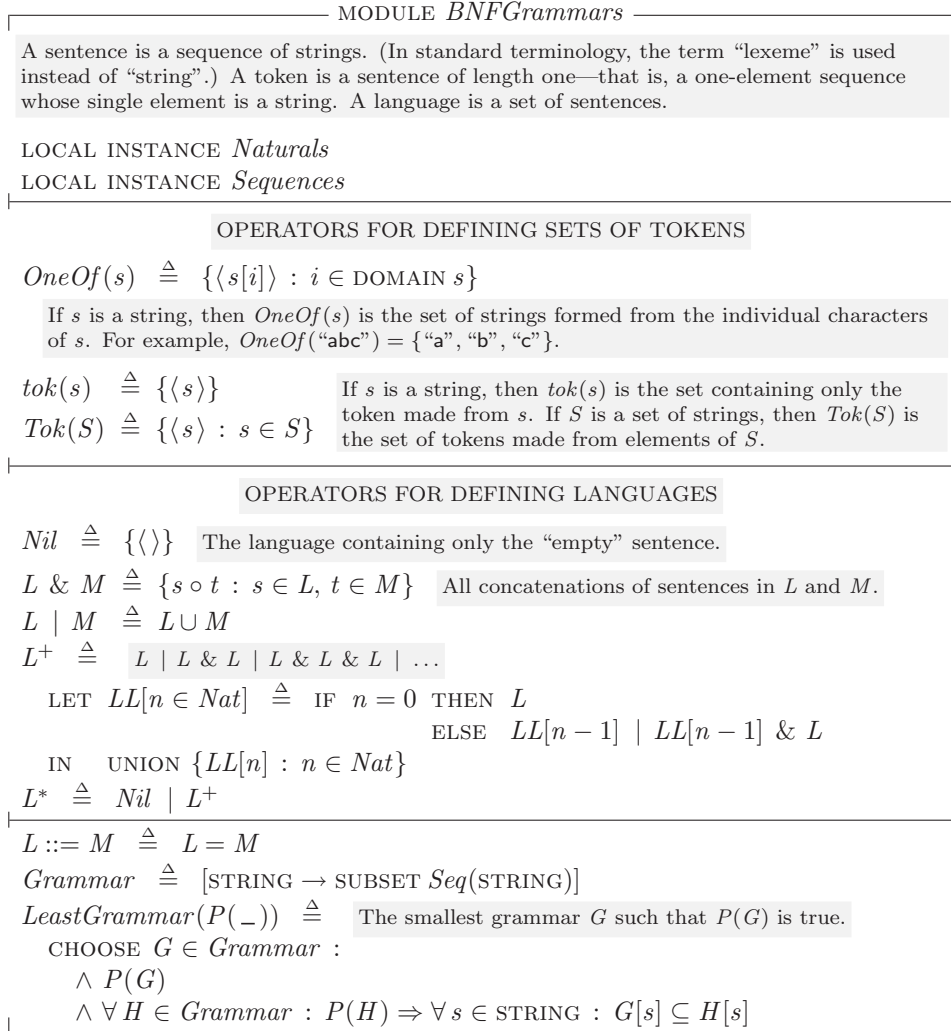 MODULE BNFGrammars
A sentence is a sequence of strings. (In standard terminology, the term “lexeme” is used
instead of “string”.) A token is a sentence of length one—that is, a one-element sequence
whose single element is a string. A language is a set of sentences.
LOCAL INSTANCE Naturals
LOCAL INSTANCE Sequences
OPERATORS FOR DEFINING SETS OF TOKENS
OneOf(s) ≜ {⟨s[i]⟩ : i ∈ DOMAIN s}
If s is a string, then OneOf(s) is the set of strings formed from the individual characters
of s. For example, OneOf(“abc”) = {“a”, “b”, “c”}.
tok(s) ≜ {⟨s⟩}
Tok(S) ≜ {⟨s⟩ : s ∈ S}
If s is a string, then tok(s) is the set containing only the
token made from s. If S is a set of strings, then Tok(S) is
the set of tokens made from elements of S.
OPERATORS FOR DEFINING LANGUAGES
Nil ≜ {⟨ ⟩} The language containing only the “empty” sentence.
L & M ≜ {s ∘ t : s ∈ L, t ∈ M} All concatenations of sentences in L and M.
L | M ≜ L ∪ M
L⁺ ≜ L | L & L | L & L & L | ...
LET LL[n ∈ Nat] ≜ IF n = 0 THEN L
ELSE LL[n − 1] | LL[n − 1] & L
IN UNION {LL[n] : n ∈ Nat}
L* ≜ Nil | L⁺
L ::= M ≜ L = M
Grammar ≜ [STRING → SUBSET Seq(STRING)]
LeastGrammar(P(_)) ≜ The smallest grammar G such that P(G) is true.
CHOOSE G ∈ Grammar :
∧ P(G)
∧ ∀ H ∈ Grammar : P(H) ⇒ ∀ s ∈ STRING : G[s] ⊆ H[s]